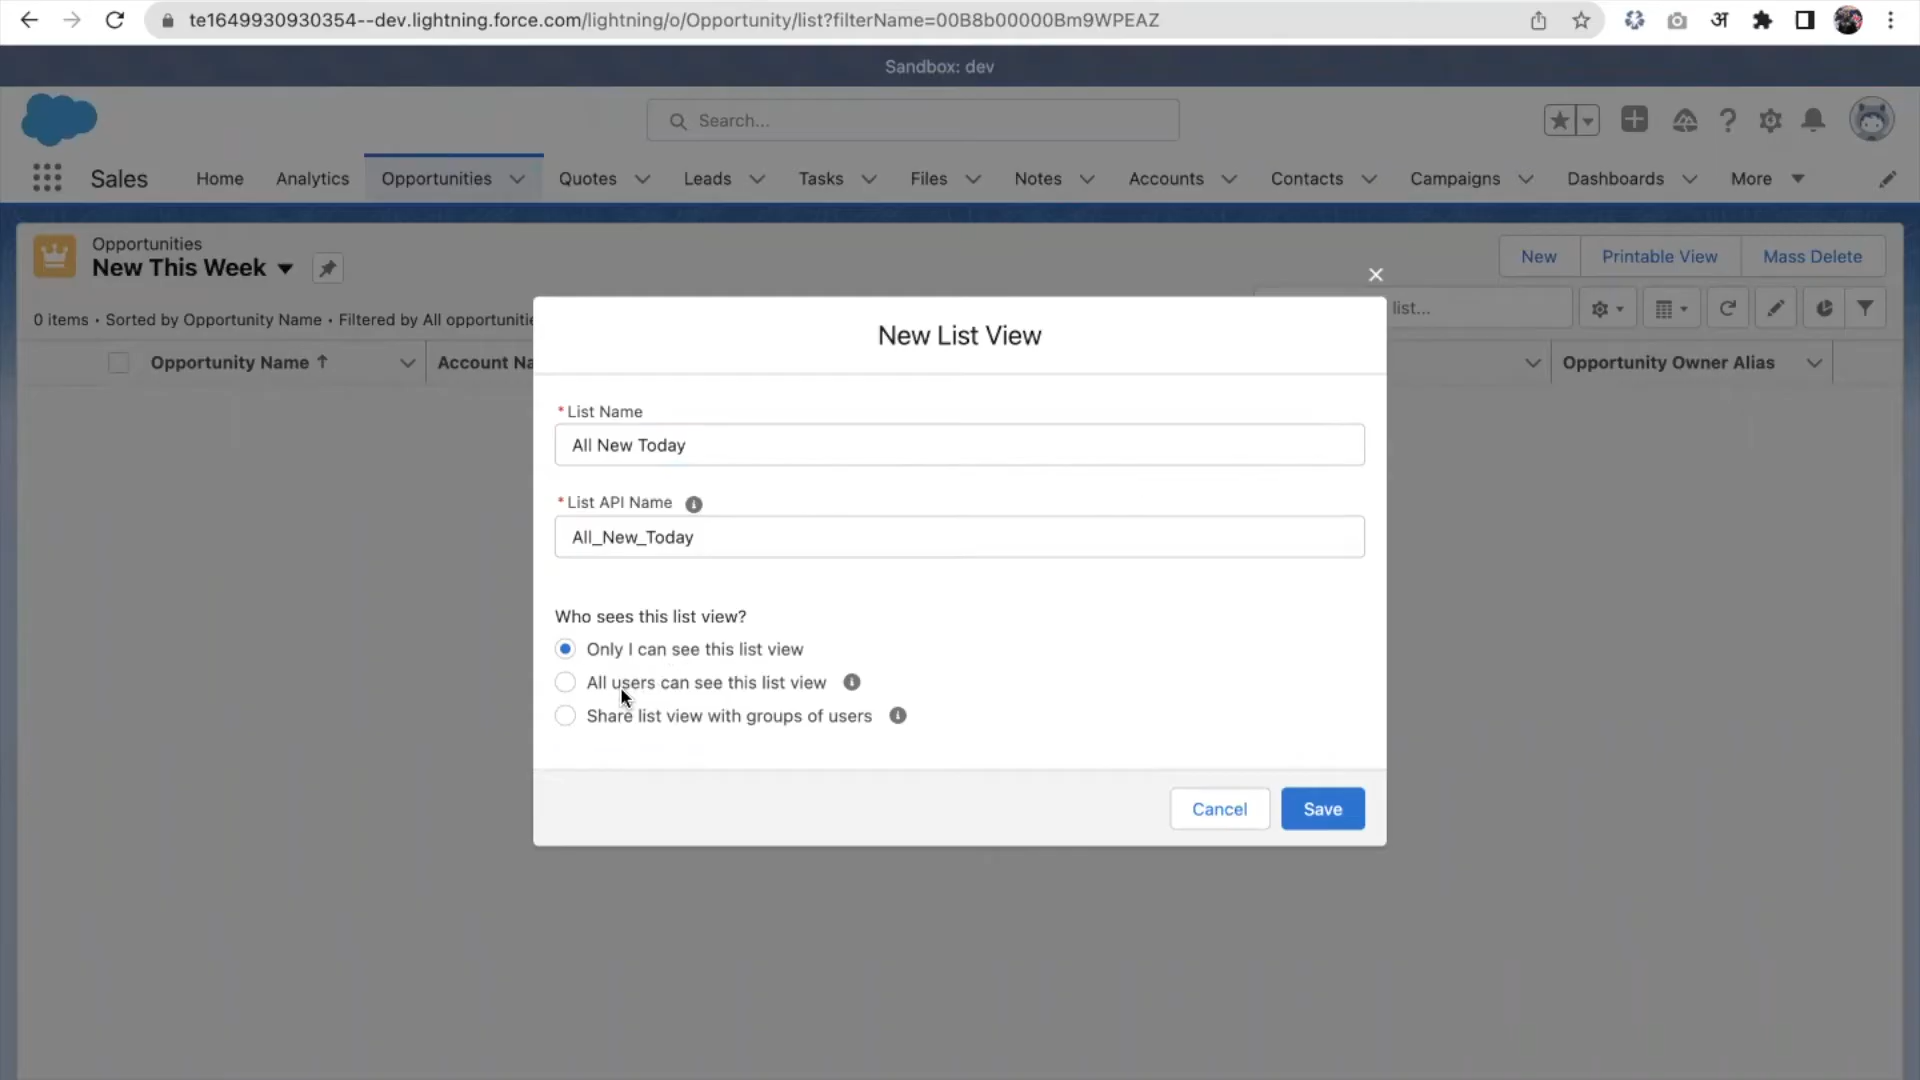 te1649930930354--dev.lightning.force.com/lightning/o/Opportunity/list?filterName=00B8b00000Bm9WPEAZ
अ
Sandbox: dev
Search...
Sales Home Analytics Opportunities Quotes Leads Tasks Files Notes Accounts Contacts Campaigns Dashboards More
Opportunities
New This Week
New Printable View Mass Delete
0 items • Sorted by Opportunity Name • Filtered by All opportunitie
list...
Opportunity Name ↑ Account Na Opportunity Owner Alias
New List View
* List Name
All New Today
* List API Name
All_New_Today
Who sees this list view?
Only I can see this list view
All users can see this list view
Share list view with groups of users
Cancel Save